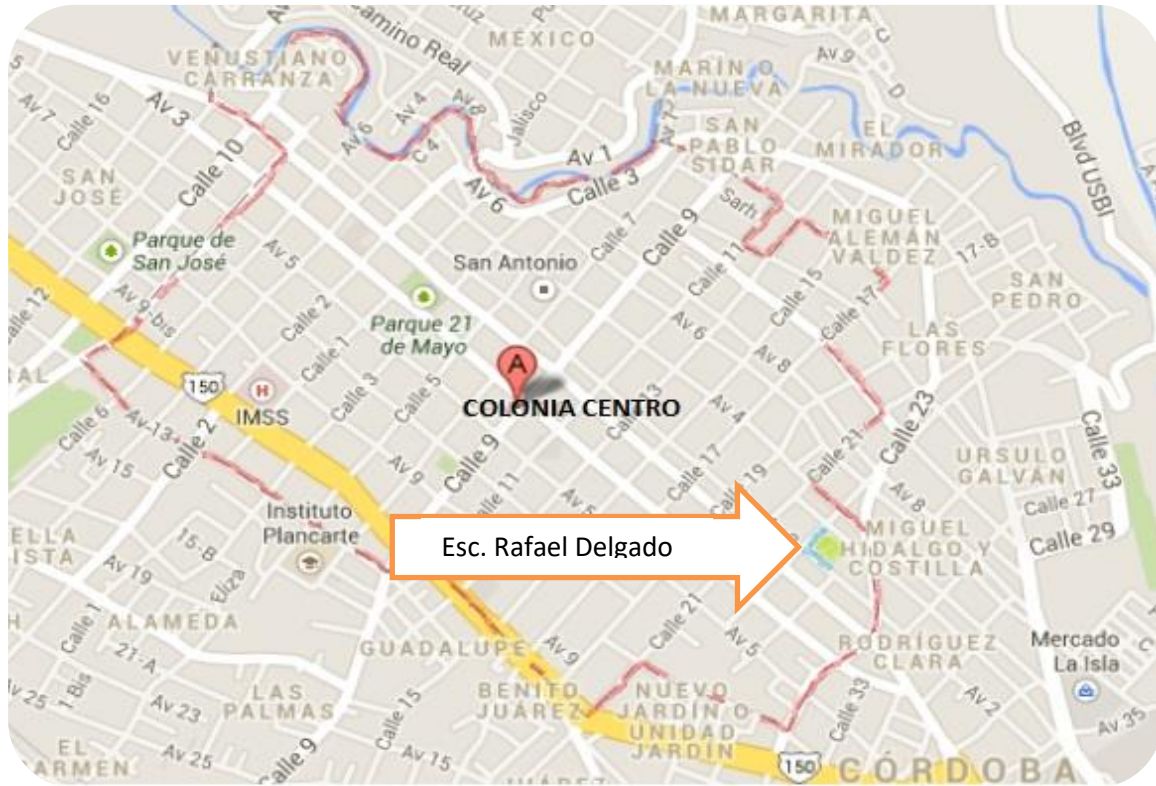 MARGARITA
Camino Real
MÉXICO
Av 9
C
D
VENUSTIANO
CARRANZA
MARÍN O
LA NUEVA
Av 7
Calle 16
Av 3
Av 4
Av 8
Jalisco
SAN
PABLO
SIDAR
EL
MIRADOR
Blvd USBI
Calle 10
Av 6
C 4
Av 1
SAN
JOSÉ
Av 6
Calle 3
Sarh
MIGUEL
ALEMÁN
VALDEZ
17-B
Parque de
San José
Av 5
San Antonio
Calle 7
Calle 9
Calle 11
Calle 15
Calle 17
SAN
PEDRO
Av 9 bis
Calle 2
Parque 21
de Mayo
Av 6
Av 8
LAS
FLORES
Calle 1
A
150
H
IMSS
Calle 3
Calle 5
COLONIA CENTRO
Av 4
Calle 23
Calle 33
Calle 6
Av 13
Calle 2
Av 15
Av 9
Calle 9
Calle 17
Calle 19
Calle 21
Av 8
URSULO
GALVÁN
Calle 27
Calle 29
Instituto
Plancarte
Esc. Rafael Delgado
MIGUEL
HIDALGO Y
COSTILLA
15-B
Av 19
Eliza
ALAMEDA
Calle 1
21-A
GUADALUPE
Av 9
Calle 21
Av 5
RODRÍGUEZ
CLARA
Mercado
La Isla
1 Bis
Av 25
Av 23
LAS
PALMAS
Calle 15
BENITO
JUÁREZ
NUEVO
JARDÍN O
UNIDAD
JARDÍN
Calle 33
Av 2
Av 35
EL
CARMEN
Av 25
Calle 9
Av 15
150
CÓRDOBA